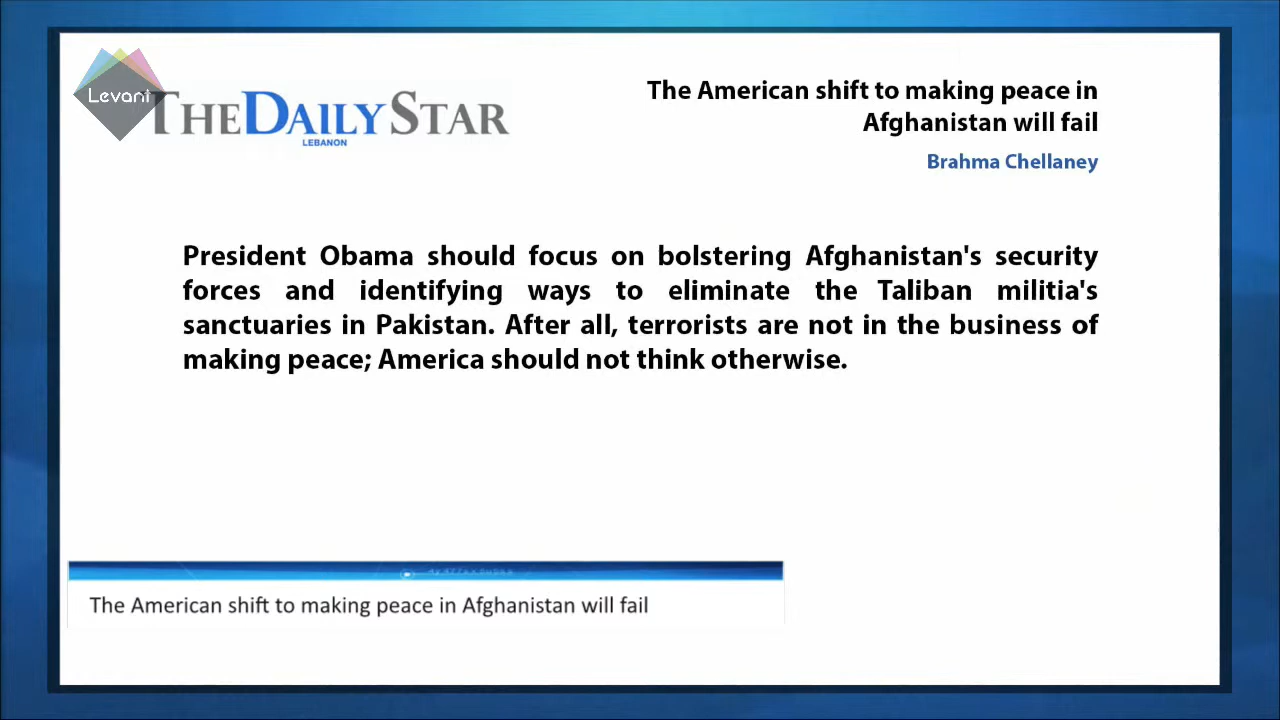 Levant
THE DAILY STAR
LEBANON
The American shift to making peace in
Afghanistan will fail
Brahma Chellaney
President Obama should focus on bolstering Afghanistan's security
forces and identifying ways to eliminate the Taliban militia's
sanctuaries in Pakistan. After all, terrorists are not in the business of
making peace; America should not think otherwise.
The American shift to making peace in Afghanistan will fail